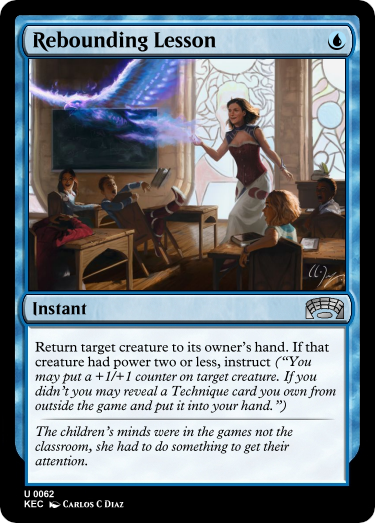 Rebounding Lesson
Instant
Return target creature to its owner's hand. If that
creature had power two or less, instruct (“You
may put a +1/+1 counter on target creature. If you
didn't you may reveal a Technique card you own from
outside the game and put it into your hand.”)
The children's minds were in the games not the
classroom, she had to do something to get their
attention.
U 0062
KEC Carlos C Diaz